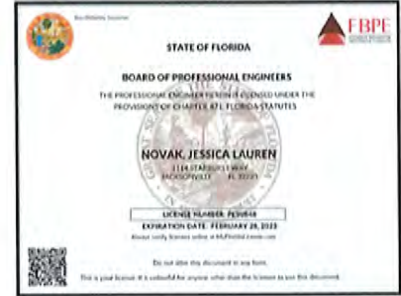 FBPE
STATE OF FLORIDA
BOARD OF PROFESSIONAL ENGINEERS
THE PROFESSIONAL ENGINEER HEREIN IS LICENSED UNDER THE
PROVISIONS OF CHAPTER 471, FLORIDA STATUTES
NOVAK, JESSICA LAUREN
WAY
JACKSONVILLE FL
LICENSE NUMBER:
EXPIRATION DATE: FEBRUARY 28, 2023
Always verify licenses online at MyFloridaLicense.com
Do not alter this document in any form.
This is your license. It is unlawful for anyone other than the licensee to use this document.